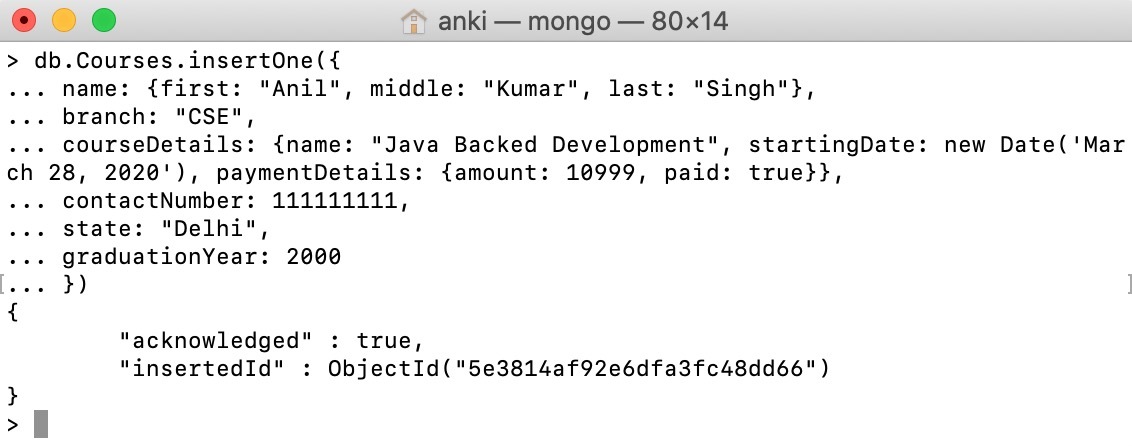 anki — mongo — 80×14
> db.Courses.insertOne({
... name: {first: "Anil", middle: "Kumar", last: "Singh"},
... branch: "CSE",
... courseDetails: {name: "Java Backed Development", startingDate: new Date('Mar
ch 28, 2020'), paymentDetails: {amount: 10999, paid: true}},
... contactNumber: 111111111,
... state: "Delhi",
... graduationYear: 2000
[... })                                                                         ]
{
        "acknowledged" : true,
        "insertedId" : ObjectId("5e3814af92e6dfa3fc48dd66")
}
>